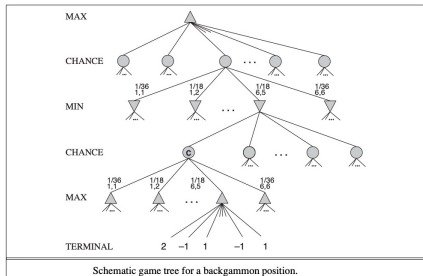 MAX
CHANCE
... ... ... ... ...
1/36 1/18 1/18 1/36
1,1 1,2 6,5 6,6
MIN
... ... ...
CHANCE
C
... ... ... ...
1/36 1/18 1/18 1/36
1,1 1,2 6,5 6,6
MAX
... ... ... ...
TERMINAL 2 –1 1 –1 1
Schematic game tree for a backgammon position.